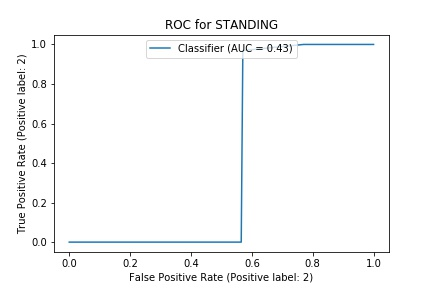 ROC for STANDING
Classifier (AUC = 0.43)
True Positive Rate (Positive label: 2)
1.0
0.8
0.6
0.4
0.2
0.0
0.0 0.2 0.4 0.6 0.8 1.0
False Positive Rate (Positive label: 2)